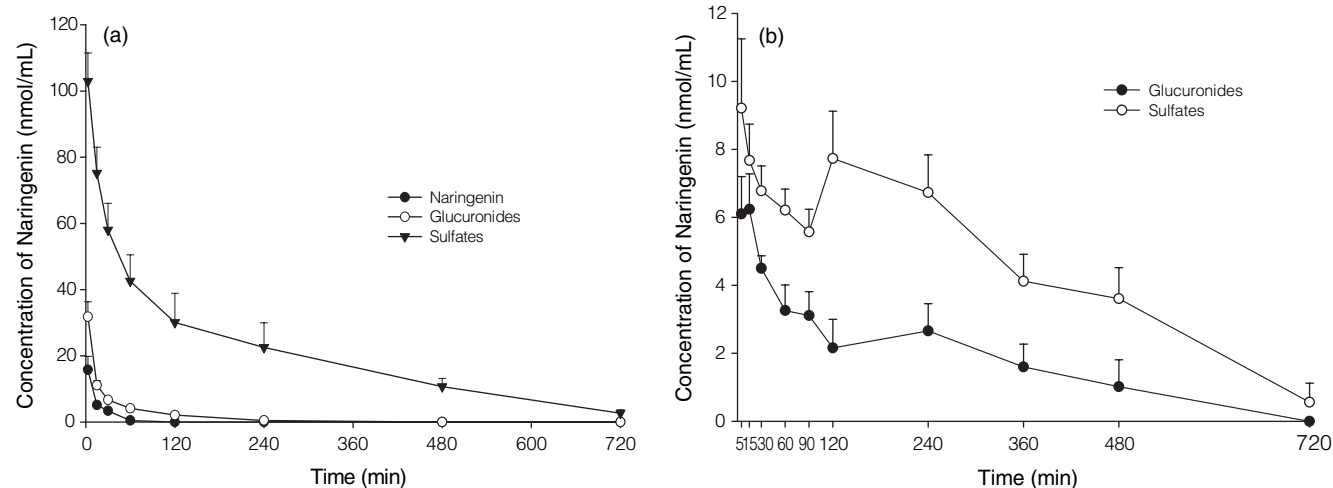 (a)
Concentration of Naringenin (nmol/mL)
120
100
80
60
40
20
0
Naringenin
Glucuronides
Sulfates
0 120 240 360 480 600 720
Time (min)
(b)
Concentration of Naringenin (nmol/mL)
12
10
8
6
4
2
0
Glucuronides
Sulfates
5 15 30 60 90 120 240 360 480 720
Time (min)